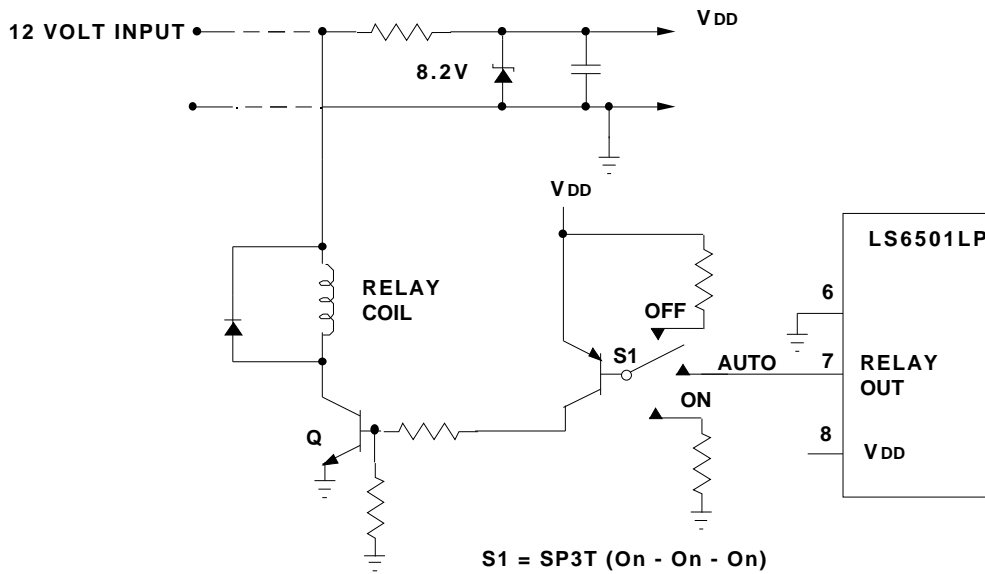 12 VOLT INPUT
VDD
8.2V
VDD
LS6501LP
RELAY
COIL
OFF
6
S1
AUTO
7
RELAY
OUT
ON
Q
8
VDD
S1 = SP3T (On - On - On)